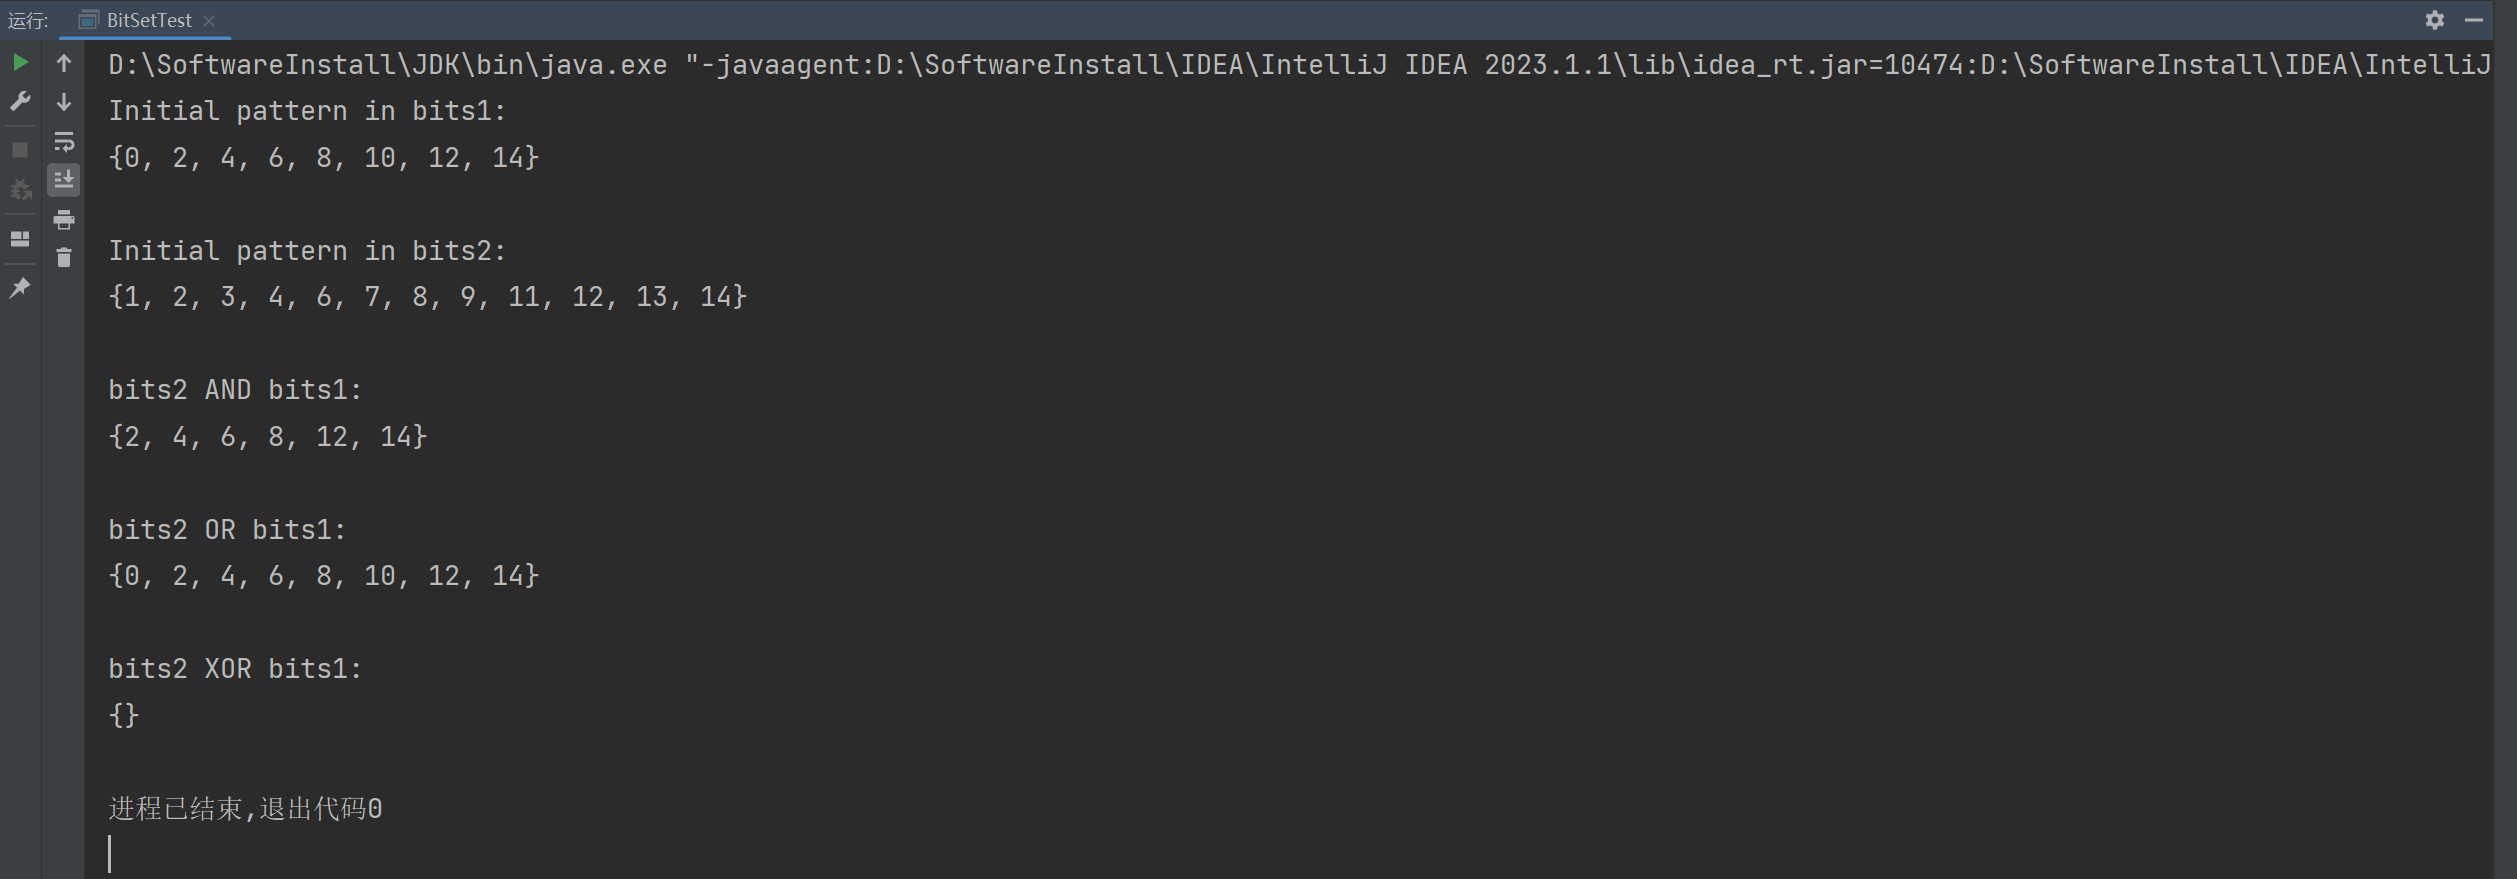 运行: BitSetTest
D:\SoftwareInstall\JDK\bin\java.exe "-javaagent:D:\SoftwareInstall\IDEA\IntelliJ IDEA 2023.1.1\lib\idea_rt.jar=10474:D:\SoftwareInstall\IDEA\IntelliJ
Initial pattern in bits1:
{0, 2, 4, 6, 8, 10, 12, 14}
Initial pattern in bits2:
{1, 2, 3, 4, 6, 7, 8, 9, 11, 12, 13, 14}
bits2 AND bits1:
{2, 4, 6, 8, 12, 14}
bits2 OR bits1:
{0, 2, 4, 6, 8, 10, 12, 14}
bits2 XOR bits1:
{}
进程已结束,退出代码0